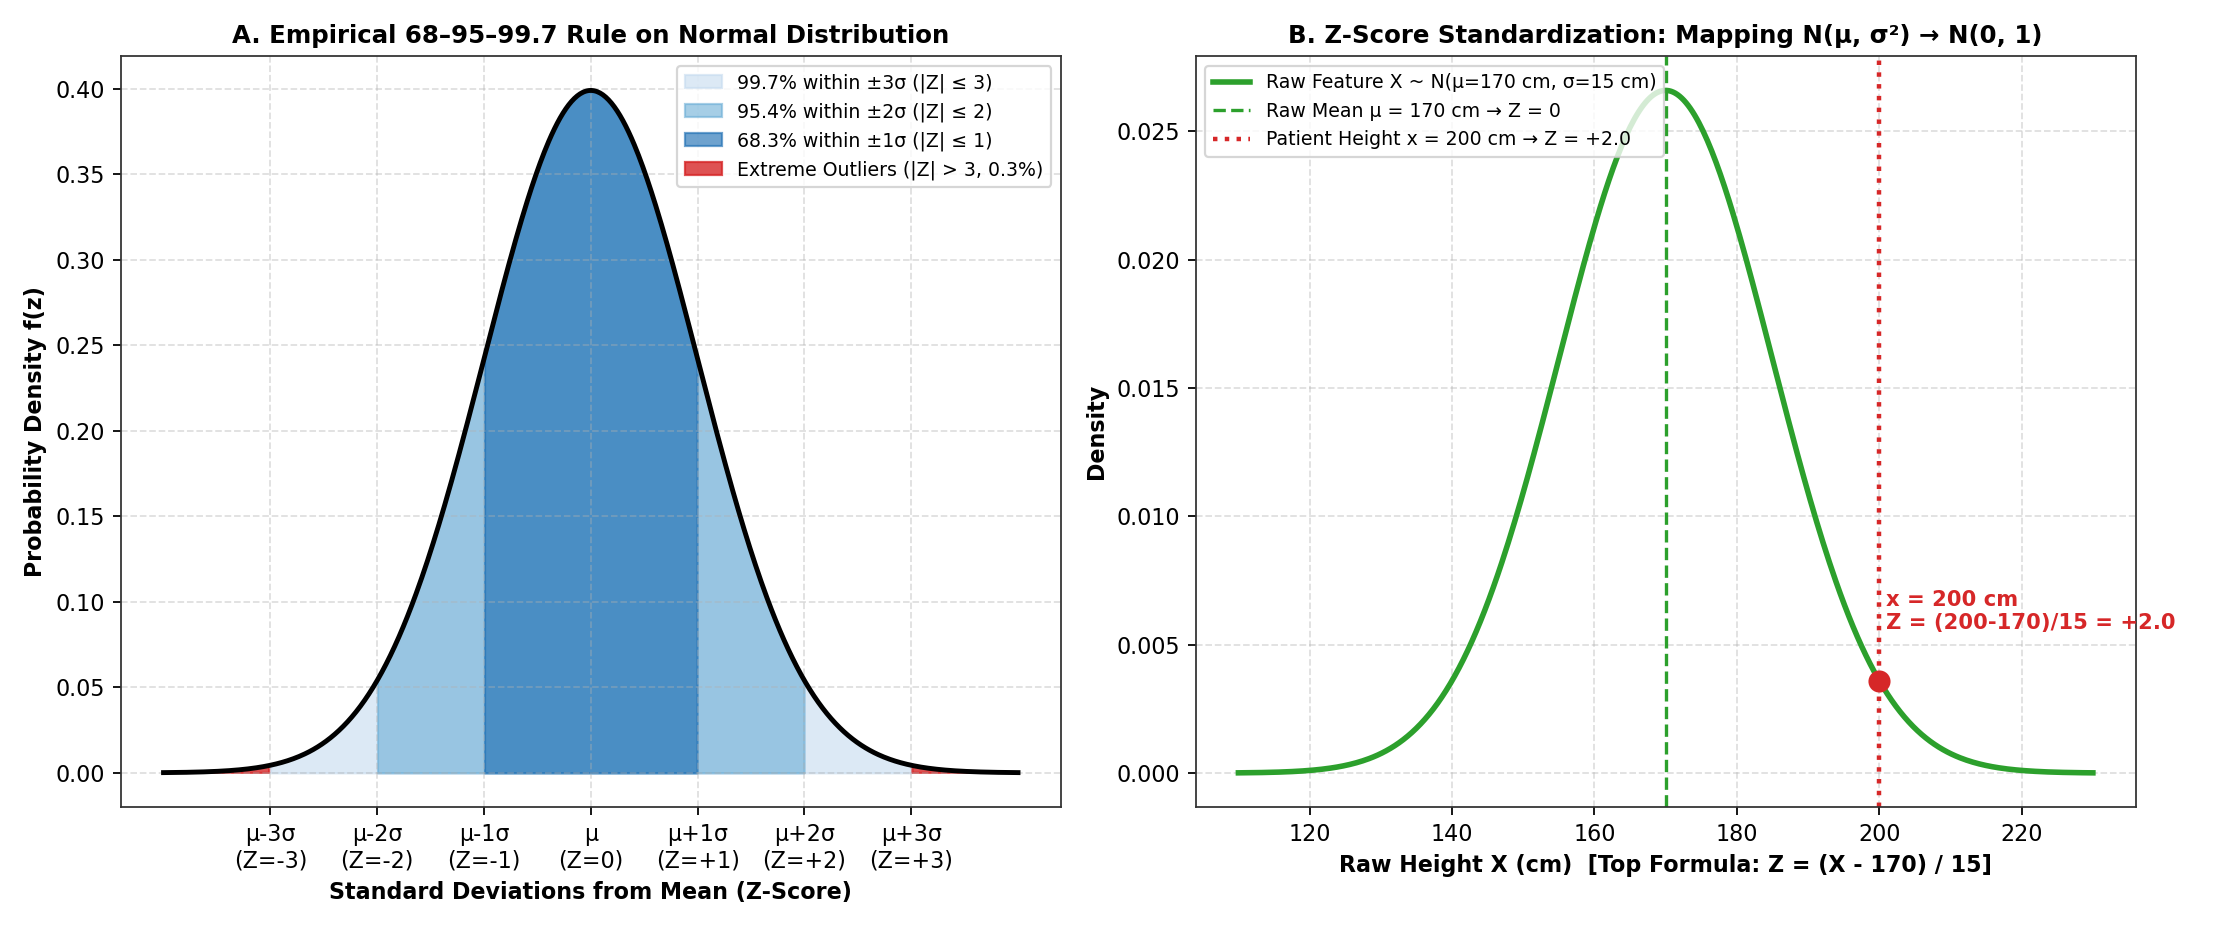 A. Empirical 68–95–99.7 Rule on Normal Distribution
99.7% within ±3σ (|Z| ≤ 3)
95.4% within ±2σ (|Z| ≤ 2)
68.3% within ±1σ (|Z| ≤ 1)
Extreme Outliers (|Z| > 3, 0.3%)
Probability Density f(z)
0.40
0.35
0.30
0.25
0.20
0.15
0.10
0.05
0.00
μ-3σ μ-2σ μ-1σ μ μ+1σ μ+2σ μ+3σ
(Z=-3) (Z=-2) (Z=-1) (Z=0) (Z=+1) (Z=+2) (Z=+3)
Standard Deviations from Mean (Z-Score)
B. Z-Score Standardization: Mapping N(μ, σ²) → N(0, 1)
Raw Feature X ~ N(μ=170 cm, σ=15 cm)
Raw Mean μ = 170 cm → Z = 0
Patient Height x = 200 cm → Z = +2.0
Density
0.025
0.020
0.015
0.010
0.005
0.000
x = 200 cm
Z = (200-170)/15 = +2.0
120 140 160 180 200 220
Raw Height X (cm) [Top Formula: Z = (X - 170) / 15]